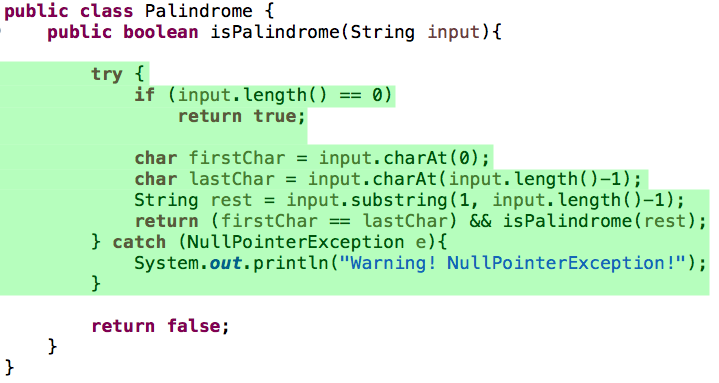 public class Palindrome {
    public boolean isPalindrome(String input){

        try {
            if (input.length() == 0)
                return true;

            char firstChar = input.charAt(0);
            char lastChar = input.charAt(input.length()-1);
            String rest = input.substring(1, input.length()-1);
            return (firstChar == lastChar) && isPalindrome(rest);
        } catch (NullPointerException e){
            System.out.println("Warning! NullPointerException!");
        }

        return false;
    }
}